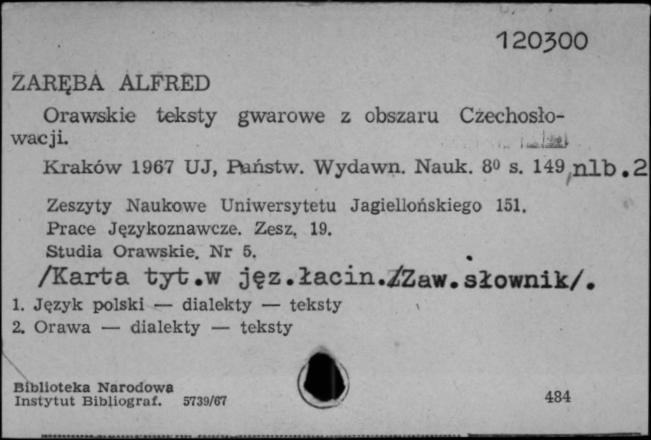 120300
ZARĘBA ALFRED
Orawskie teksty gwarowe z obszaru Czechosło-
wacji.
Kraków 1967 UJ, Państw. Wydawn. Nauk. 8⁰ s. 149,nlb.2
Zeszyty Naukowe Uniwersytetu Jagiellońskiego 151.
Prace Językoznawcze. Zesz. 19.
Studia Orawskie. Nr 5.
/Karta tyt.w jęz.łacin./Zaw.słownik/.
1. Język polski — dialekty — teksty
2. Orawa — dialekty — teksty
Biblioteka Narodowa
Instytut Bibliograf. 5739/67
484